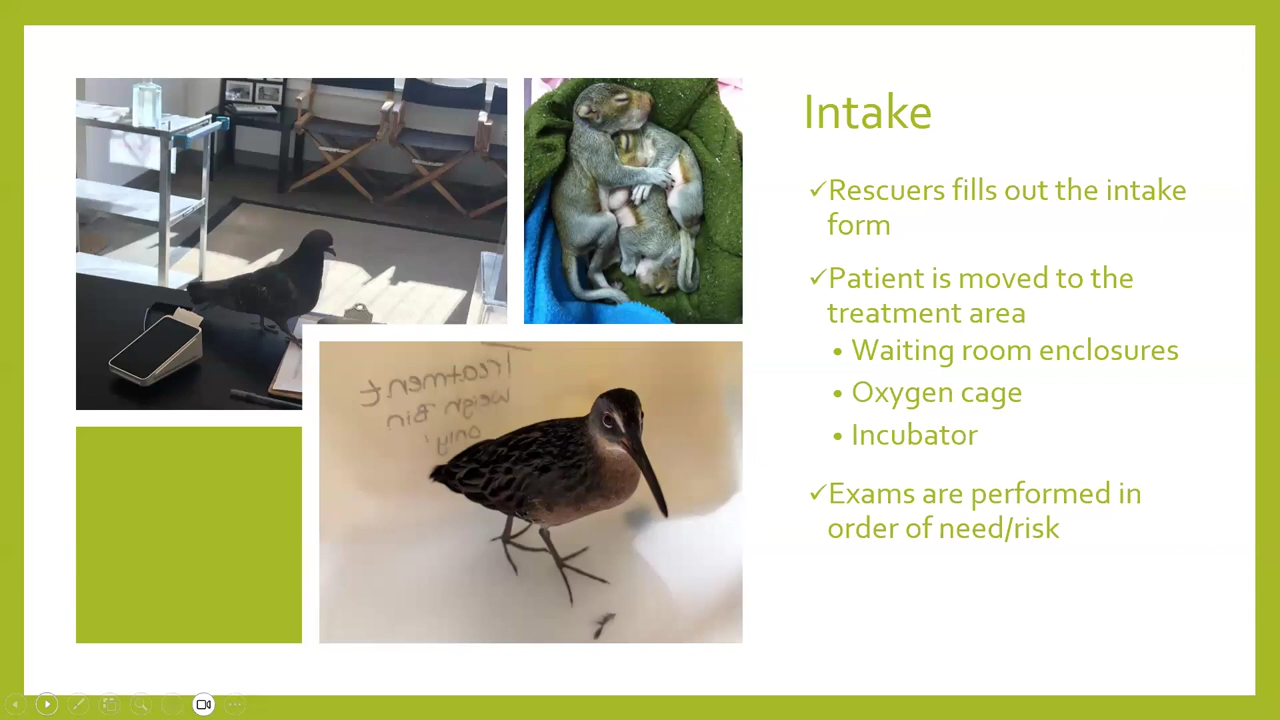 Intake
✓Rescuers fills out the intake
form
✓Patient is moved to the
treatment area
• Waiting room enclosures
• Oxygen cage
• Incubator
✓Exams are performed in
order of need/risk
Treatment
Weigh Bin
only